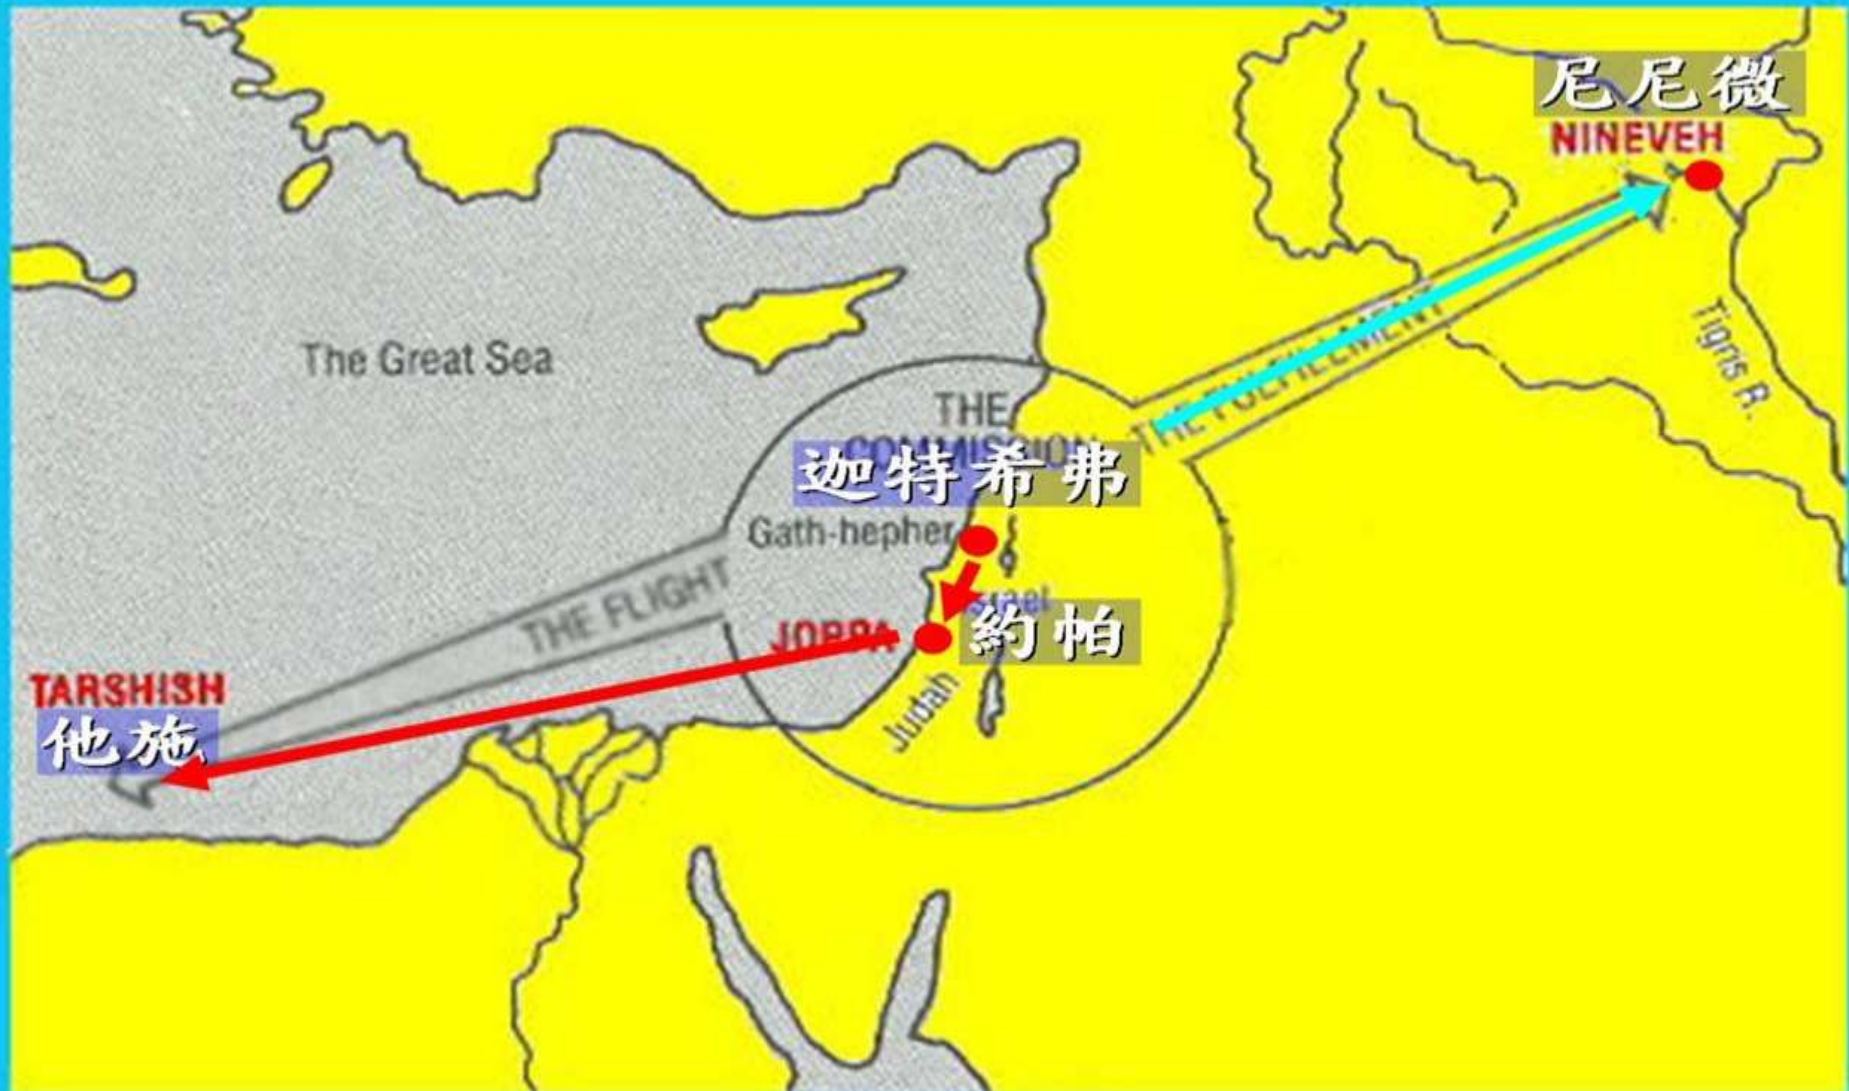 尼尼微
NINEVEH
The Great Sea
Tigris R.
THE FULFILLMENT
THE
COMMISSION
迦特希弗
Gath-hepher
THE FLIGHT
Israel
JOPPA
約帕
TARSHISH
他施
Judah